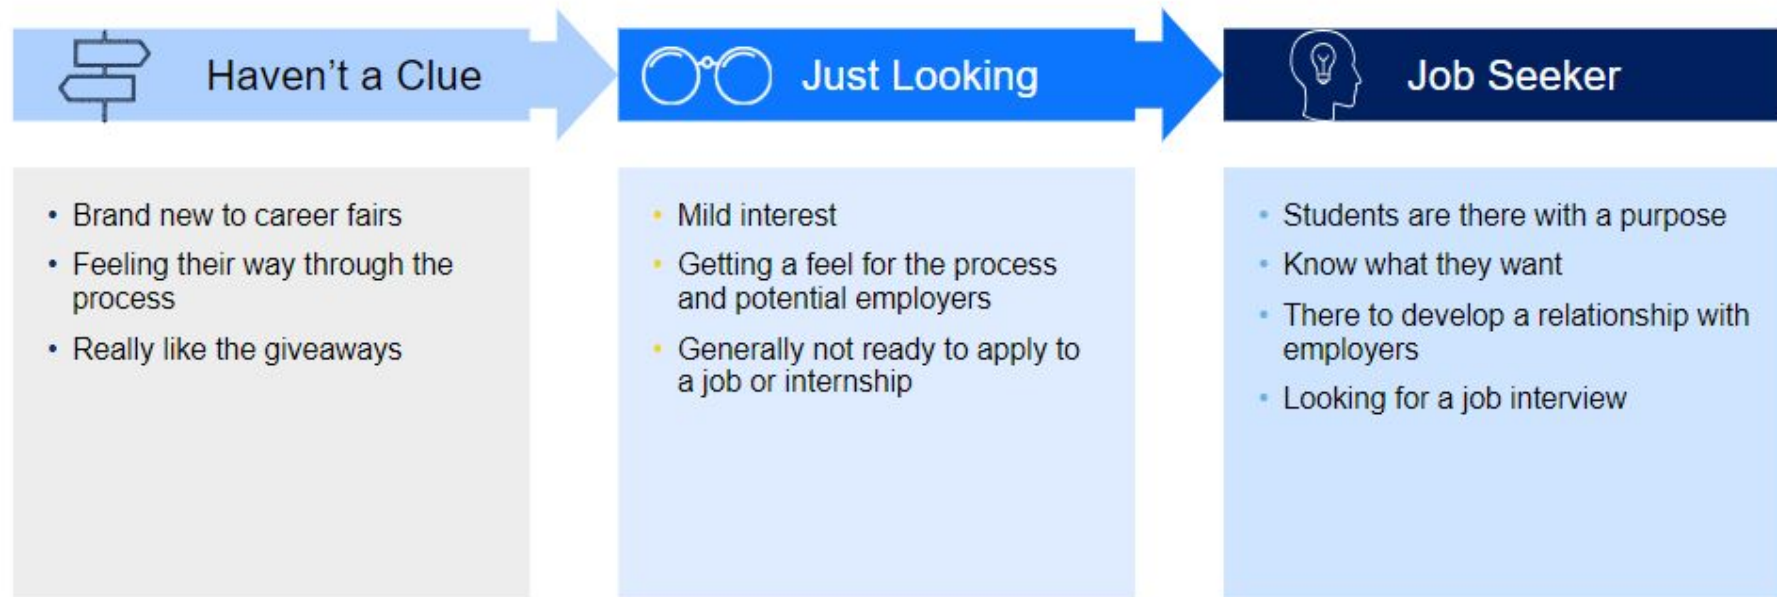 Haven't a Clue
• Brand new to career fairs
• Feeling their way through the
process
• Really like the giveaways
Just Looking
• Mild interest
• Getting a feel for the process
and potential employers
• Generally not ready to apply to
a job or internship
Job Seeker
• Students are there with a purpose
• Know what they want
• There to develop a relationship with
employers
• Looking for a job interview